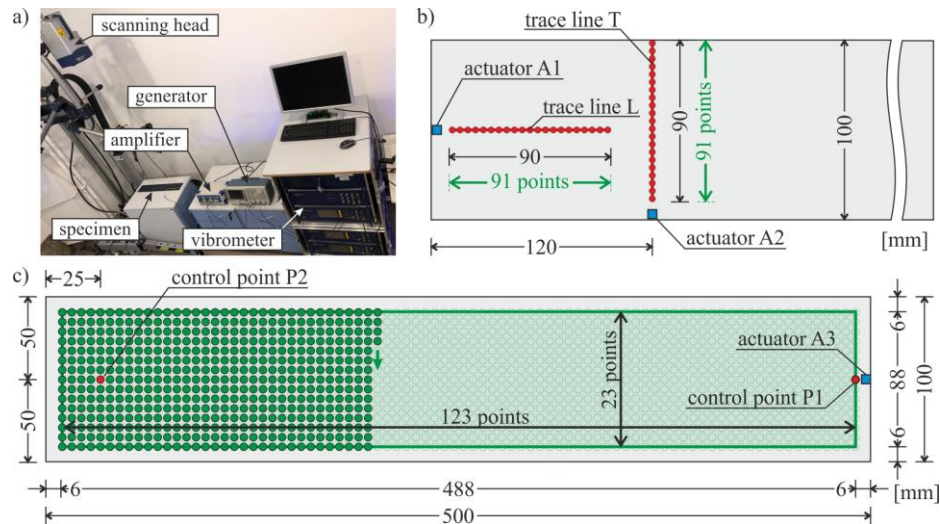 a)
scanning head
generator
amplifier
specimen
vibrometer
b)
trace line T
actuator A1
trace line L
90
91 points
90
91 points
100
120
actuator A2
[mm]
c)
25
control point P2
50
50
123 points
23 points
actuator A3
control point P1
6
88
6
100
6
488
6
[mm]
500